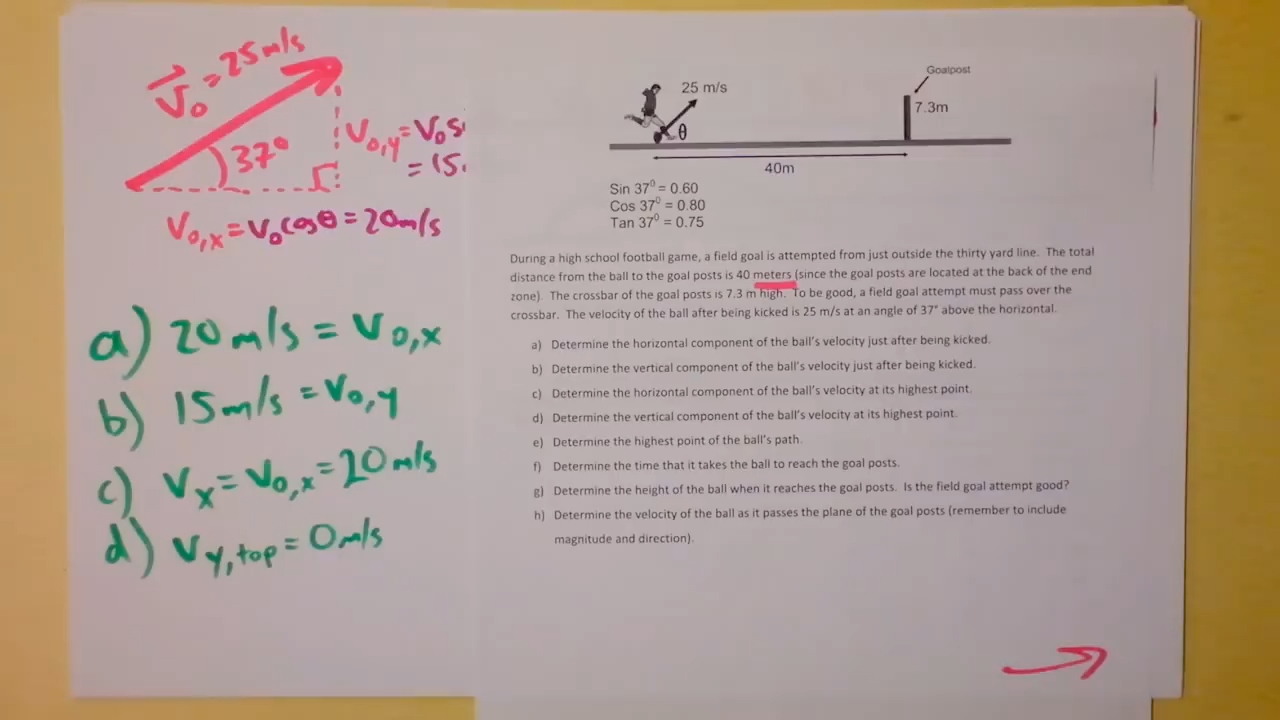 V₀ = 25m/s
37°
V₀,y = V₀ si
= 15.
V₀,x = V₀ cosθ = 20m/s
a) 20m/s = V₀,x
b) 15m/s = V₀,y
c) Vx = V₀,x = 20m/s
d) Vy,top = 0m/s
Goalpost
25 m/s
7.3m
θ
40m
Sin 37⁰ = 0.60
Cos 37⁰ = 0.80
Tan 37⁰ = 0.75
During a high school football game, a field goal is attempted from just outside the thirty yard line. The total
distance from the ball to the goal posts is 40 meters (since the goal posts are located at the back of the end
zone). The crossbar of the goal posts is 7.3 m high. To be good, a field goal attempt must pass over the
crossbar. The velocity of the ball after being kicked is 25 m/s at an angle of 37° above the horizontal.
a) Determine the horizontal component of the ball's velocity just after being kicked.
b) Determine the vertical component of the ball's velocity just after being kicked.
c) Determine the horizontal component of the ball's velocity at its highest point.
d) Determine the vertical component of the ball's velocity at its highest point.
e) Determine the highest point of the ball's path.
f) Determine the time that it takes the ball to reach the goal posts.
g) Determine the height of the ball when it reaches the goal posts. Is the field goal attempt good?
h) Determine the velocity of the ball as it passes the plane of the goal posts (remember to include
magnitude and direction).